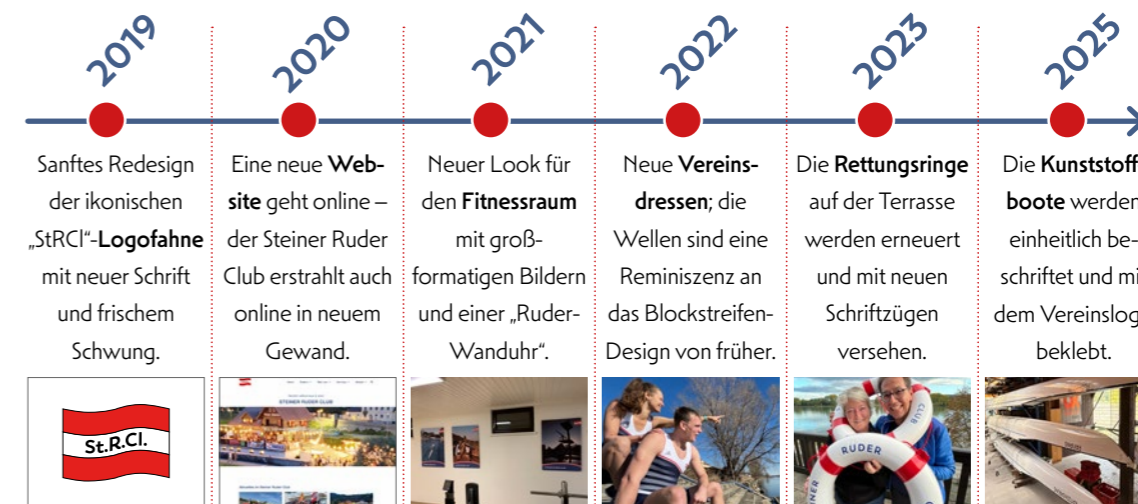 2019
2020
2021
2022
2023
2025
Sanftes Redesign
der ikonischen
„StRCl“-Logofahne
mit neuer Schrift
und frischem
Schwung.
Eine neue Web-
site geht online –
der Steiner Ruder
Club erstrahlt auch
online in neuem
Gewand.
Neuer Look für
den Fitnessraum
mit groß-
formatigen Bildern
und einer „Ruder-
Wanduhr“.
Neue Vereins-
dressen; die
Wellen sind eine
Reminiszenz an
das Blockstreifen-
Design von früher.
Die Rettungsringe
auf der Terrasse
werden erneuert
und mit neuen
Schriftzügen
versehen.
Die Kunststoff
boote werden
einheitlich be-
schriftet und mi
dem Vereinslog
beklebt.
St.R.Cl.
STEINER RUDER CLUB
RUDER
CLUB